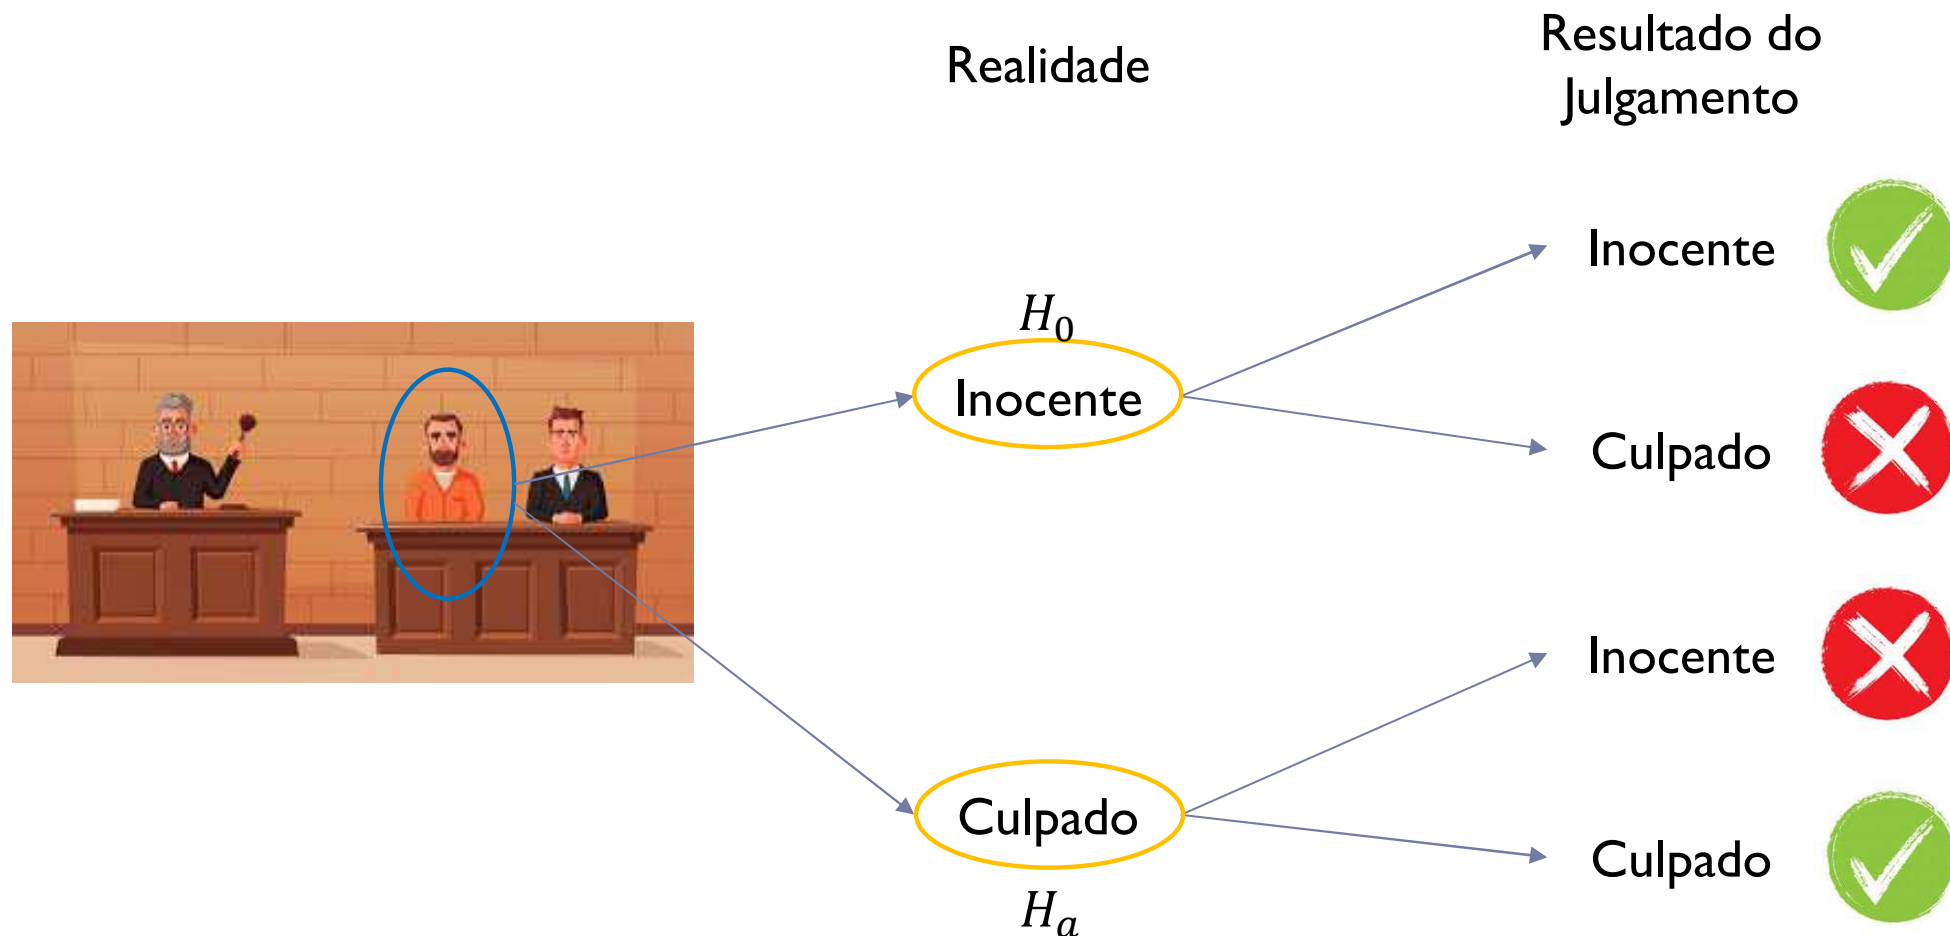 Realidade
Resultado do
Julgamento
Inocente
H₀
Inocente
Culpado
Inocente
Culpado
Culpado
Hₐ